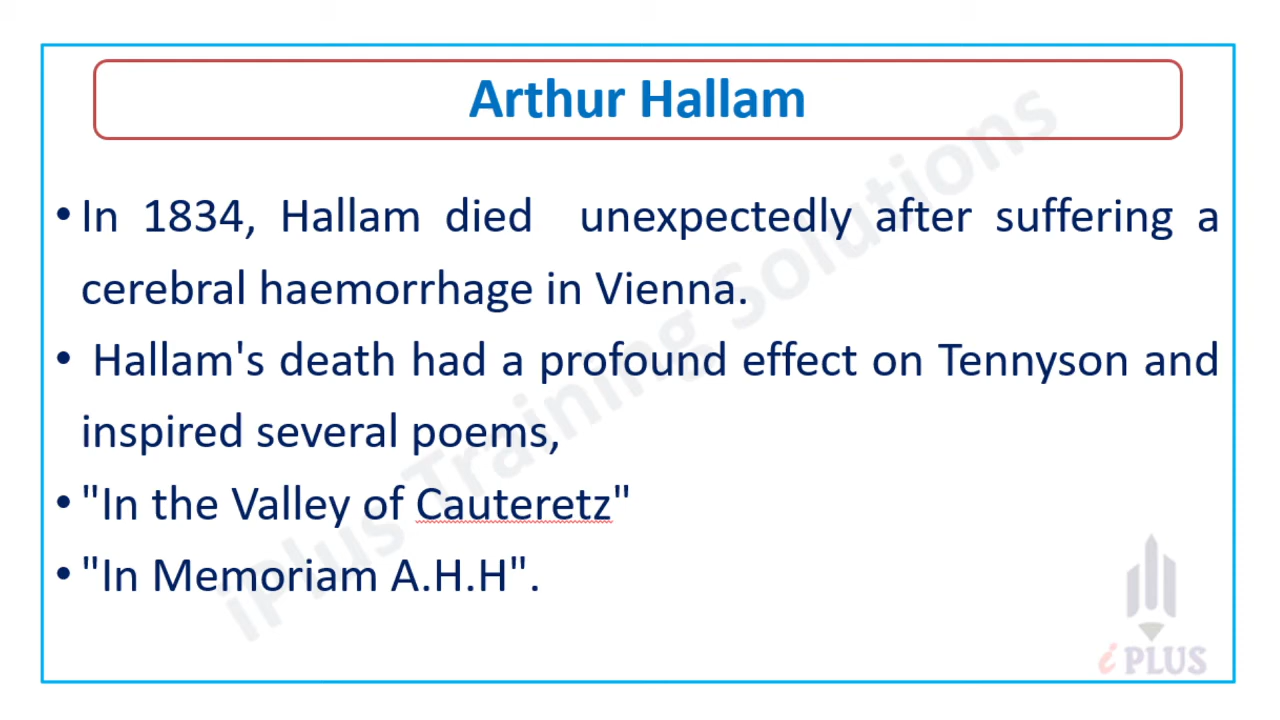 Arthur Hallam
• In 1834, Hallam died unexpectedly after suffering a
cerebral haemorrhage in Vienna.
• Hallam's death had a profound effect on Tennyson and
inspired several poems,
• "In the Valley of Cauteretz"
• "In Memoriam A.H.H".
iPlus Training Solutions
i PLUS